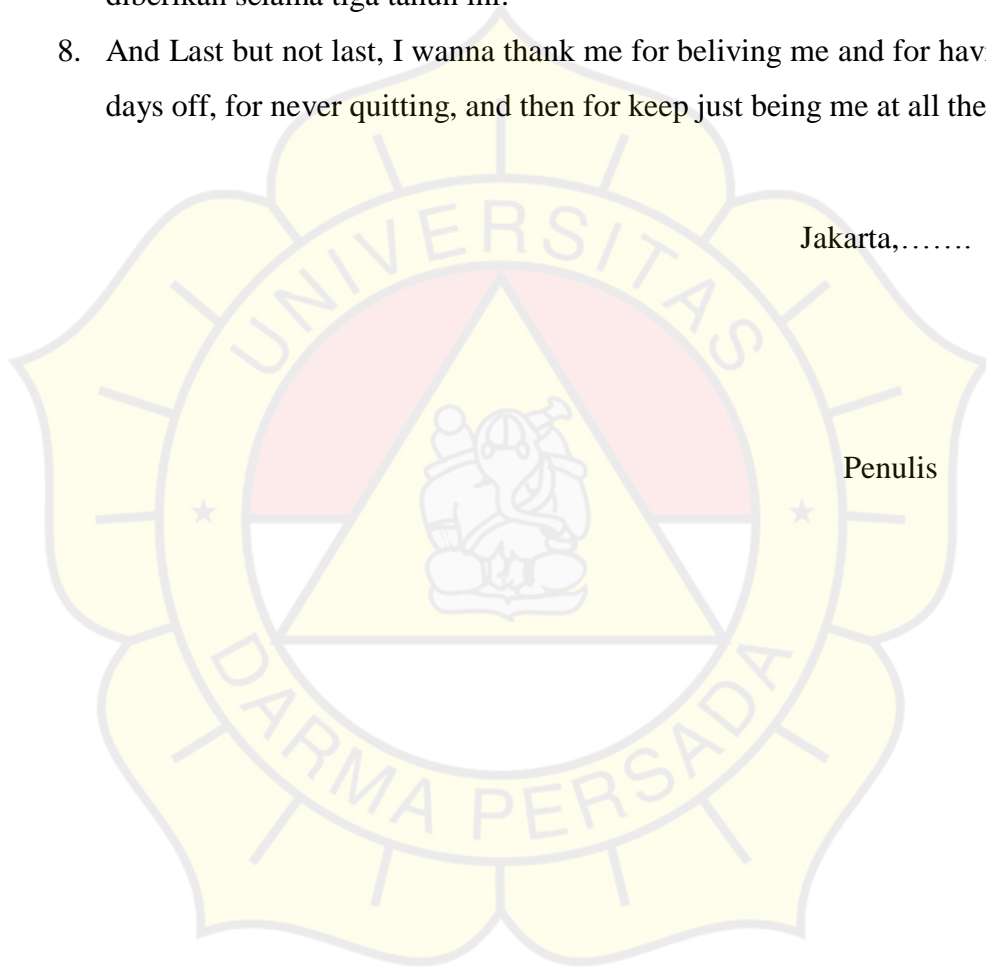 diberikan selama tiga tahun ini.
8. And Last but not last, I wanna thank me for beliving me and for
days off, for never quitting, and then for keep just being me at all the
Jakarta,…….
UNIVERSITAS
Penulis
DARMA PERSADA